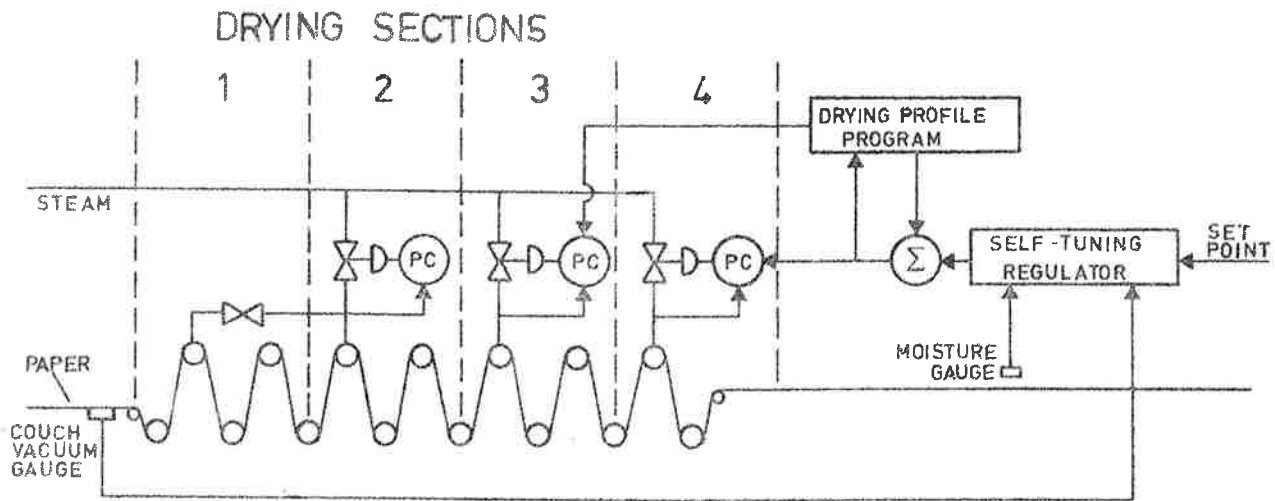 DRYING SECTIONS
1
2
3
4
DRYING PROFILE
PROGRAM
STEAM
PC
PC
PC
Σ
SELF-TUNING
REGULATOR
SET
POINT
PAPER
MOISTURE
GAUGE
COUCH
VACUUM
GAUGE